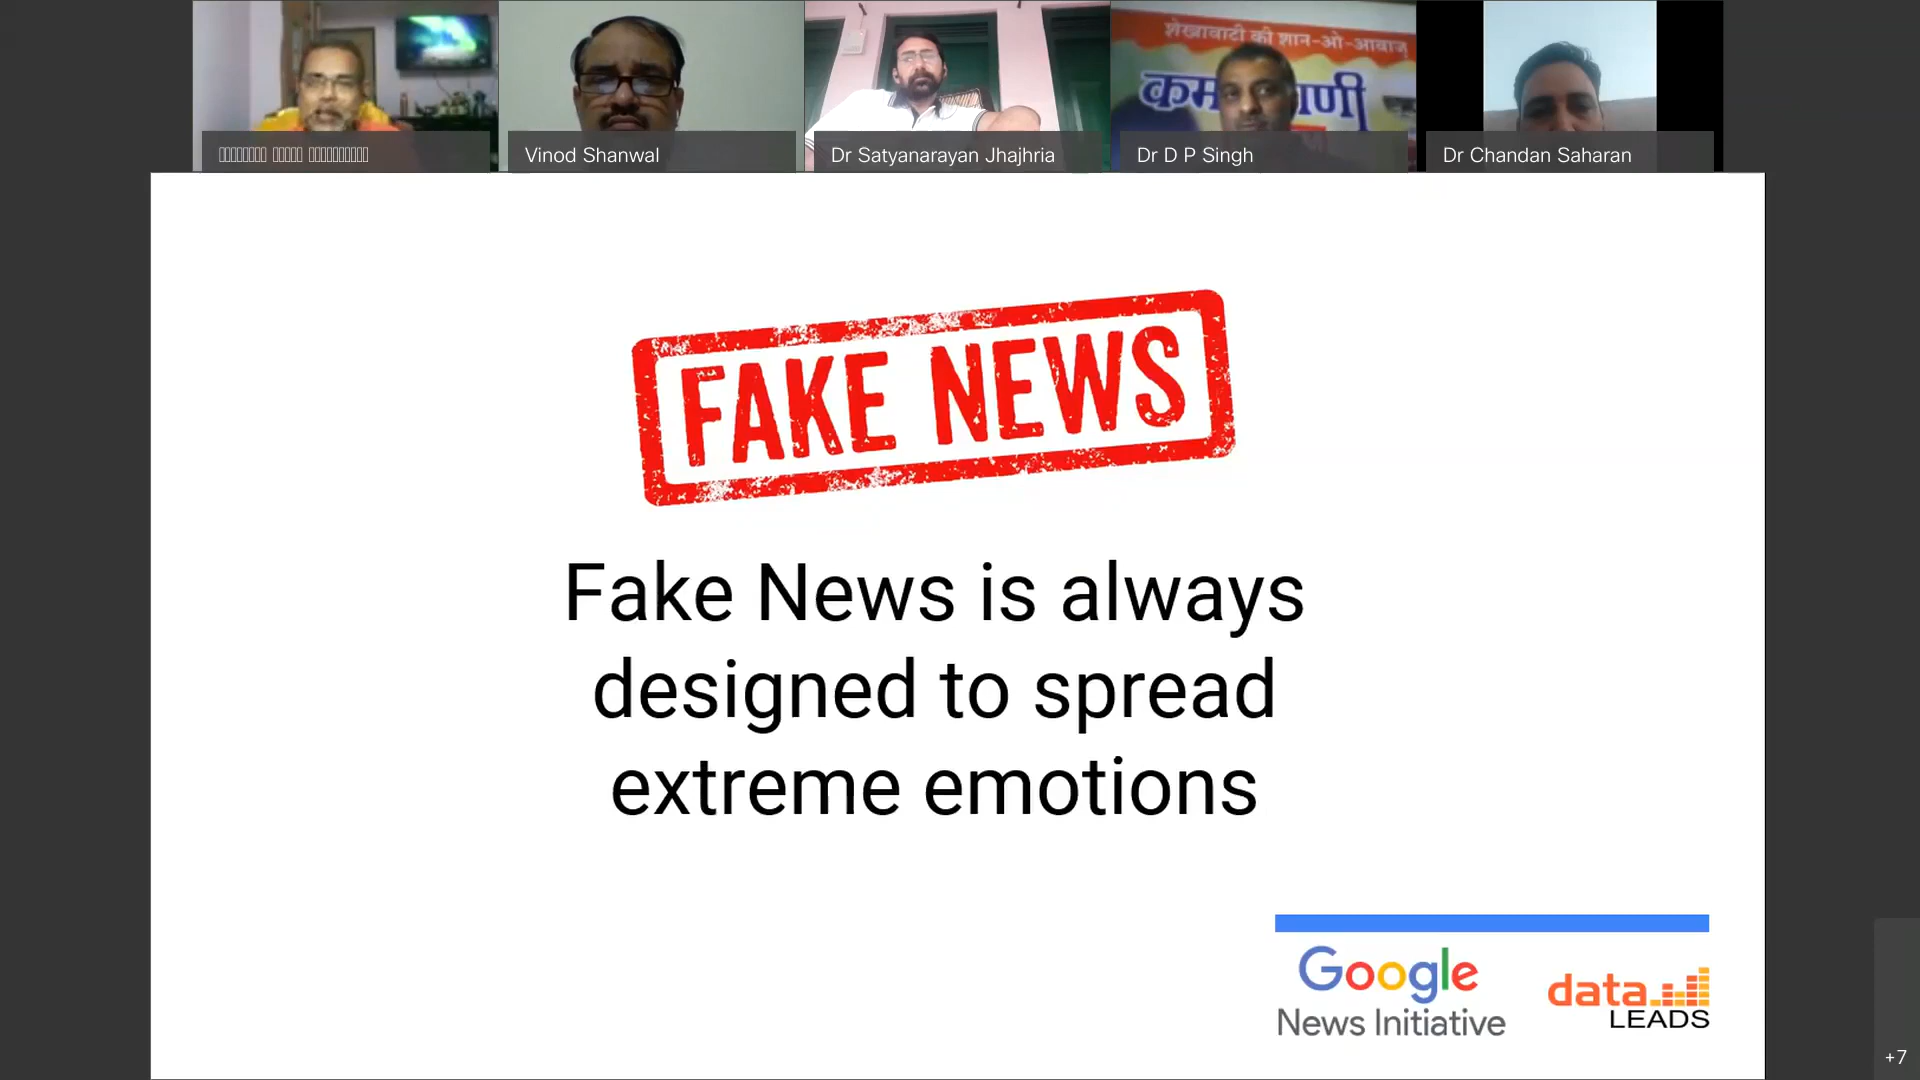 शेखावाटी की शान-ओ-आवाज
Vinod Shanwal
Dr Satyanarayan Jhajhria
Dr D P Singh
Dr Chandan Saharan
FAKE NEWS
Fake News is always
designed to spread
extreme emotions
Google
News Initiative
data
LEADS
+7